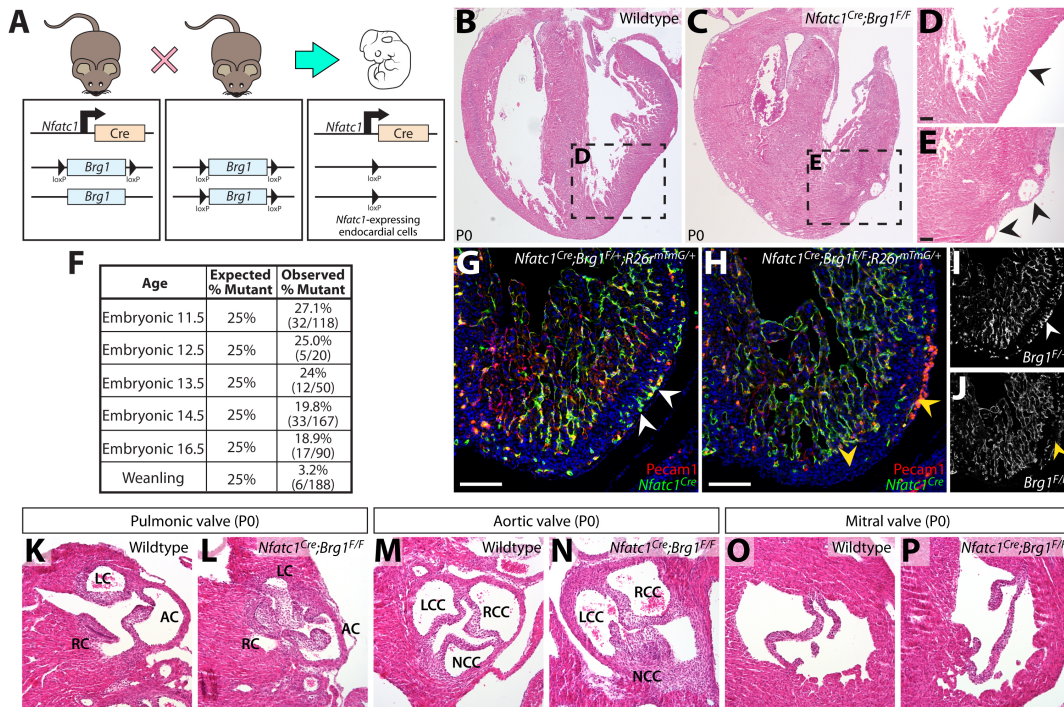 A
Nfatc1
Cre
Brg1
loxP
loxP
Brg1
Brg1
loxP
loxP
Brg1
loxP
loxP
Nfatc1
Cre
loxP
loxP
Nfatc1-expressing
endocardial cells
B
Wildtype
D
P0
C
Nfatc1Cre;Brg1F/F
E
P0
D
E
F
Age
Expected
% Mutant
Observed
% Mutant
Embryonic 11.5
25%
27.1%
(32/118)
Embryonic 12.5
25%
25.0%
(5/20)
Embryonic 13.5
25%
24%
(12/50)
Embryonic 14.5
25%
19.8%
(33/167)
Embryonic 16.5
25%
18.9%
(17/90)
Weanling
25%
3.2%
(6/188)
G
Nfatc1Cre;Brg1F/+;R26rmTmG/+
Pecam1
Nfatc1Cre
H
Nfatc1Cre;Brg1F/F;R26rmTmG/+
Pecam1
Nfatc1Cre
I
Brg1F/+
J
Brg1F/F
Pulmonic valve (P0)
K
Wildtype
LC
AC
RC
L
Nfatc1Cre;Brg1F/F
LC
AC
RC
Aortic valve (P0)
M
Wildtype
LCC
RCC
NCC
N
Nfatc1Cre;Brg1F/F
RCC
LCC
NCC
Mitral valve (P0)
O
Wildtype
P
Nfatc1Cre;Brg1F/F